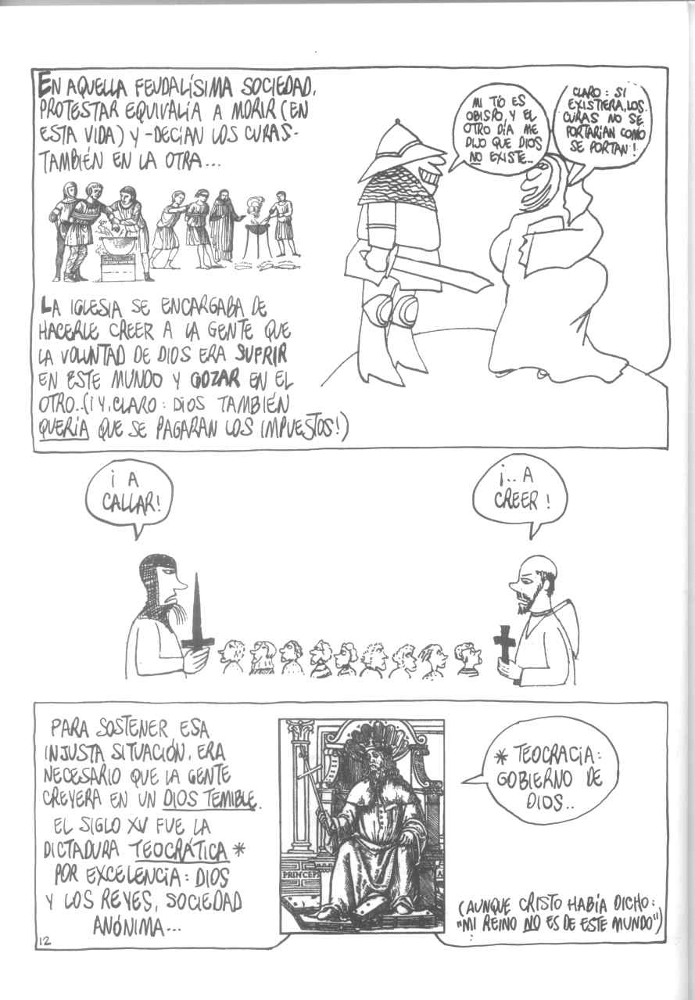 EN AQUELLA FEUDALÍSIMA SOCIEDAD,
PROTESTAR EQUIVALÍA A MORIR (EN
ESTA VIDA) Y -DECÍAN LOS CURAS-
TAMBIÉN EN LA OTRA...
MI TÍO ES
OBISPO, Y EL
OTRO DÍA ME
DIJO QUE DIOS
NO EXISTE...
CLARO: SI
EXISTIERA, LOS
CURAS NO SE
PORTARÍAN COMO
SE PORTAN!
LA IGLESIA SE ENCARGABA DE
HACERLE CREER A LA GENTE QUE
LA VOLUNTAD DE DIOS ERA SUFRIR
EN ESTE MUNDO Y GOZAR EN EL
OTRO..(¡Y, CLARO: DIOS TAMBIÉN
QUERÍA QUE SE PAGARAN LOS IMPUESTOS!)
¡ A
CALLAR!
¡.. A
CREER!
PARA SOSTENER ESA
INJUSTA SITUACIÓN, ERA
NECESARIO QUE LA GENTE
CREYERA EN UN DIOS TEMIBLE.
EL SIGLO XV FUE LA
DICTADURA TEOCRÁTICA *
POR EXCELENCIA: DIOS
Y LOS REYES, SOCIEDAD
ANÓNIMA...
PRINCEPS
A
* TEOCRACIA:
GOBIERNO DE
DIOS..
(AUNQUE CRISTO HABÍA DICHO:
"MI REINO NO ES DE ESTE MUNDO")
12